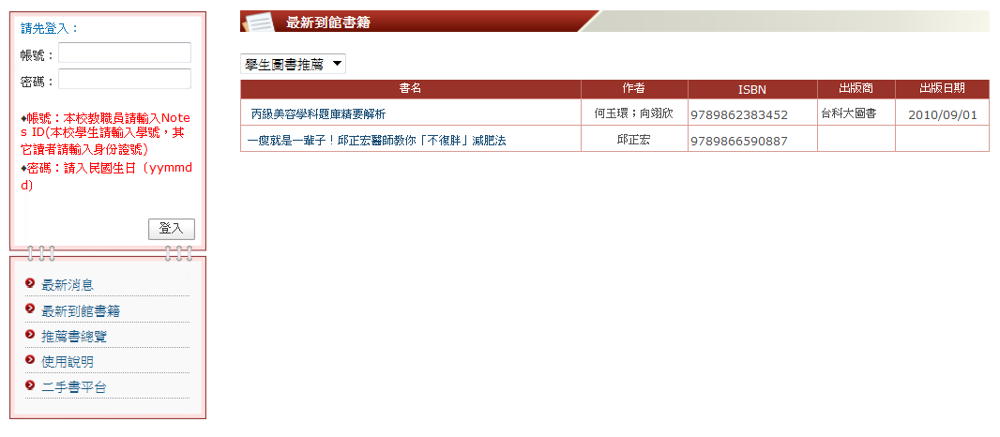 請先登入：
帳號：
密碼：
♦帳號：本校教職員請輸入Note
s ID(本校學生請輸入學號，其
它讀者請輸入身份證號)
♦密碼：請入民國生日〔yymmd
d〕
登入
最新消息
最新到館書籍
推薦書總覽
使用說明
二手書平台
最新到館書籍
學生圖書推薦
書名 作者 ISBN 出版商 出版日期
丙級美容學科題庫精要解析 何玉環；向翊欣 9789862383452 台科大圖書 2010/09/01
一瘦就是一輩子！邱正宏醫師教你「不復胖」減肥法 邱正宏 9789866590887